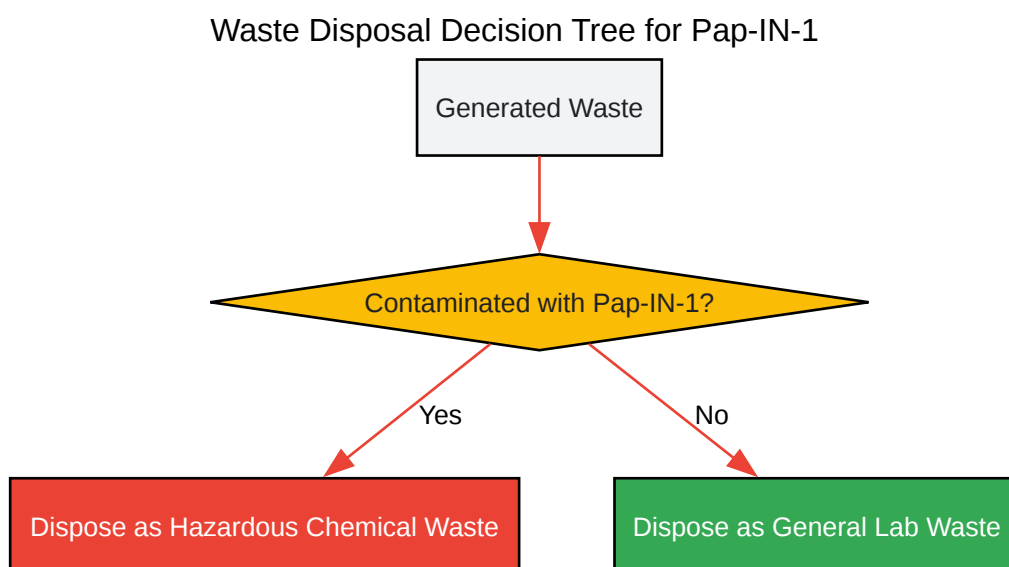 Waste Disposal Decision Tree for Pap-IN-1
Generated Waste
Contaminated with Pap-IN-1?
Yes
No
Dispose as Hazardous Chemical Waste
Dispose as General Lab Waste